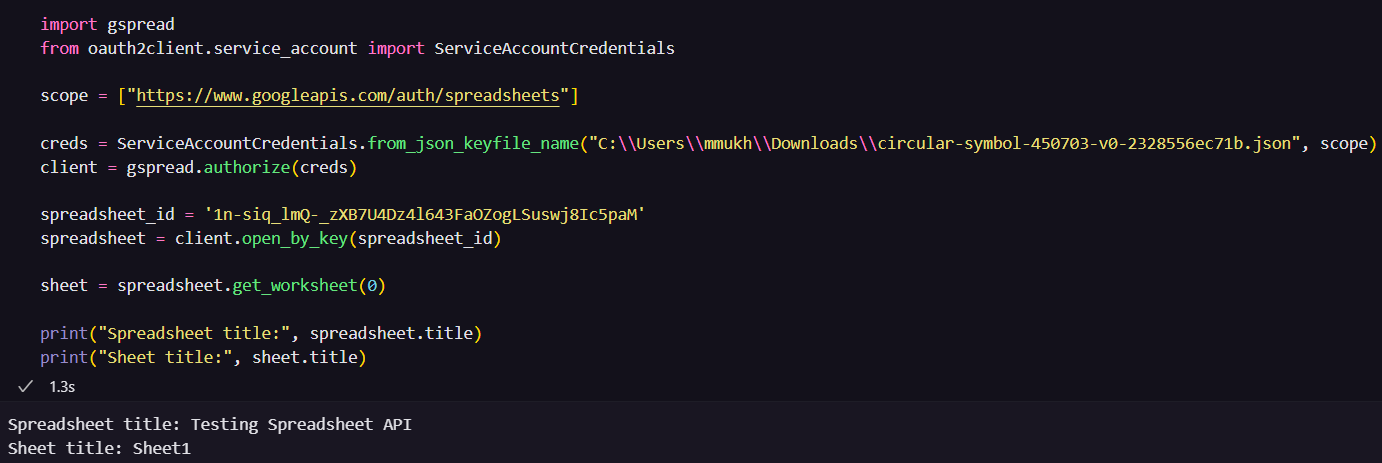 import gspread
from oauth2client.service_account import ServiceAccountCredentials
scope = ["https://www.googleapis.com/auth/spreadsheets"]
creds = ServiceAccountCredentials.from_json_keyfile_name("C:\\Users\\mmukh\\Downloads\\circular-symbol-450703-v0-2328556ec71b.json", scope)
client = gspread.authorize(creds)
spreadsheet_id = '1n-siq_lmQ-_zXB7U4Dz4l643FaOZogLSuswj8Ic5paM'
spreadsheet = client.open_by_key(spreadsheet_id)
sheet = spreadsheet.get_worksheet(0)
print("Spreadsheet title:", spreadsheet.title)
print("Sheet title:", sheet.title)
1.3s
Spreadsheet title: Testing Spreadsheet API
Sheet title: Sheet1